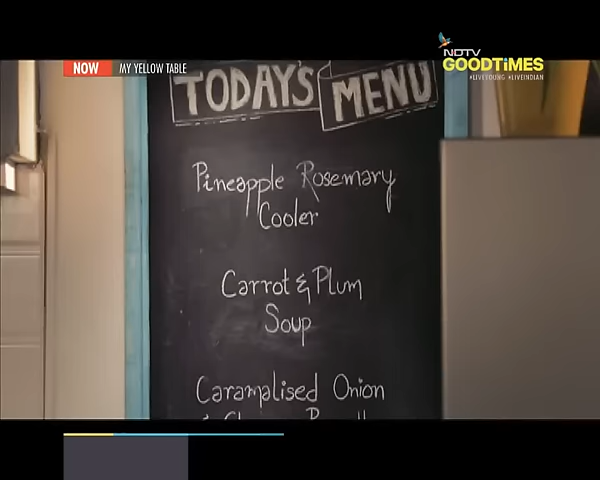 NDTV
GOODTiMES
#LIVEYOUNG #LIVEINDIAN
NOW MY YELLOW TABLE
TODAY'S MENU
Pineapple Rosemary
Cooler
Carrot & Plum
Soup
Caramalised Onion
&